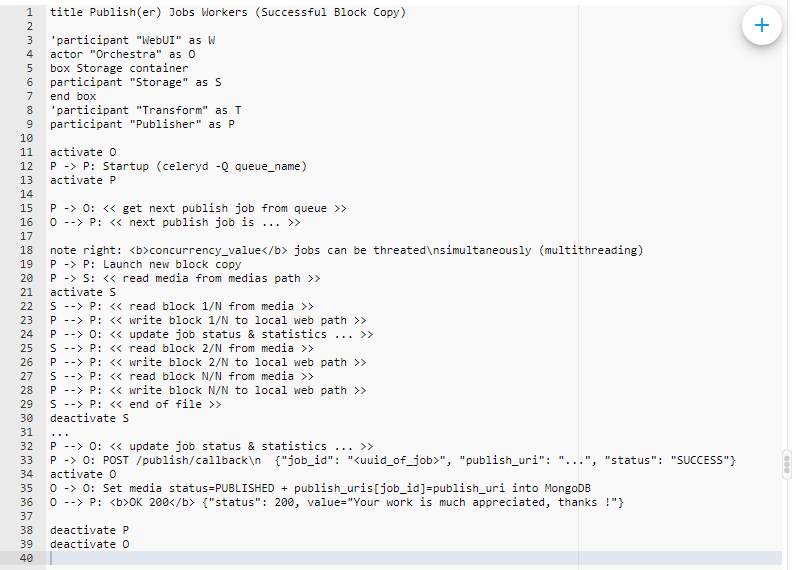 1 title Publish(er) Jobs Workers (Successful Block Copy)
2
3 'participant "WebUI" as W
4 actor "Orchestra" as O
5 box Storage container
6 participant "Storage" as S
7 end box
8 'participant "Transform" as T
9 participant "Publisher" as P
10
11 activate O
12 P -> P: Startup (celeryd -Q queue_name)
13 activate P
14
15 P -> O: << get next publish job from queue >>
16 O --> P: << next publish job is ... >>
17
18 note right: <b>concurrency_value</b> jobs can be threated\nsimultaneously (multithreading)
19 P -> P: Launch new block copy
20 P -> S: << read media from medias path >>
21 activate S
22 S --> P: << read block 1/N from media >>
23 P --> P: << write block 1/N to local web path >>
24 P --> O: << update job status & statistics ... >>
25 S --> P: << read block 2/N from media >>
26 P --> P: << write block 2/N to local web path >>
27 S --> P: << read block N/N from media >>
28 P --> P: << write block N/N to local web path >>
29 S --> P: << end of file >>
30 deactivate S
31 ...
32 P --> O: << update job status & statistics ... >>
33 P -> O: POST /publish/callback\n  {"job_id": "<uuid_of_job>", "publish_uri": "...", "status": "SUCCESS"}
34 activate O
35 O -> O: Set media status=PUBLISHED + publish_uris[job_id]=publish_uri into MongoDB
36 O --> P: <b>OK 200</b> {"status": 200, value="Your work is much appreciated, thanks !"}
37
38 deactivate P
39 deactivate O
40